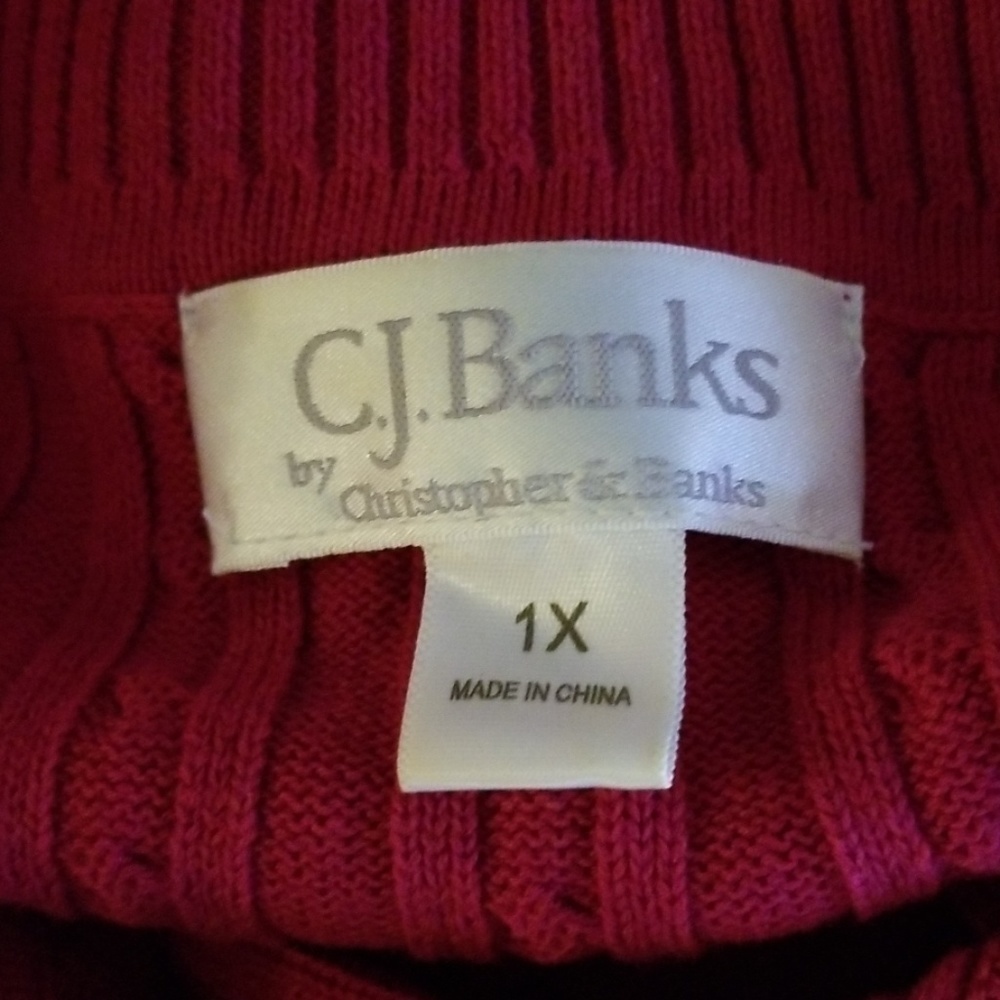 C.J. Banks
by Christopher & Banks
1X
MADE IN CHINA